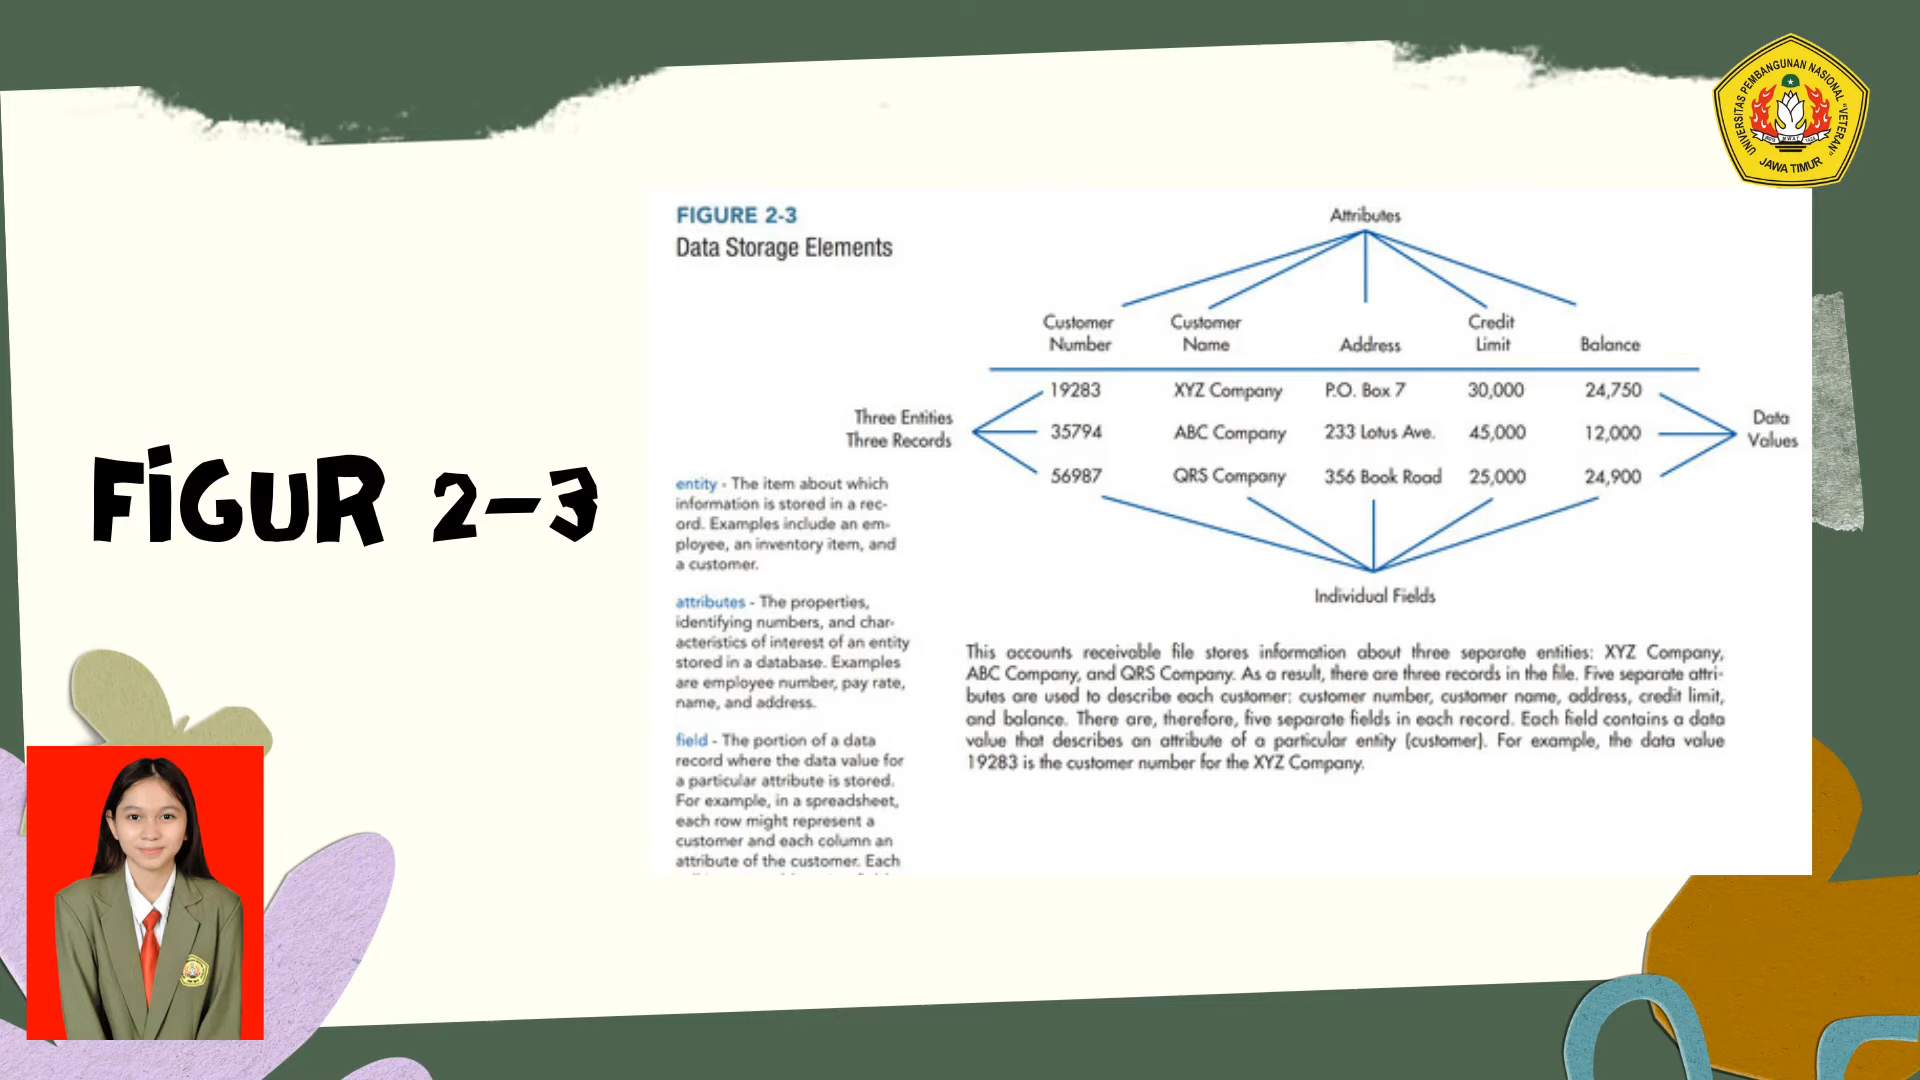 UNIVERSITAS PEMBANGUNAN NASIONAL "VETERAN"
JAWA TIMUR
FiGUR 2-3
FIGURE 2-3
Data Storage Elements
Attributes
Customer Number
Customer Name
Address
Credit Limit
Balance
Three Entities
Three Records
19283 XYZ Company P.O. Box 7 30,000 24,750
35794 ABC Company 233 Lotus Ave. 45,000 12,000
56987 QRS Company 356 Book Road 25,000 24,900
Data
Values
Individual Fields
entity - The item about which
information is stored in a rec-
ord. Examples include an em-
ployee, an inventory item, and
a customer.
attributes - The properties,
identifying numbers, and char-
acteristics of interest of an entity
stored in a database. Examples
are employee number, pay rate,
name, and address.
field - The portion of a data
record where the data value for
a particular attribute is stored.
For example, in a spreadsheet,
each row might represent a
customer and each column an
attribute of the customer. Each
This accounts receivable file stores information about three separate entities: XYZ Company,
ABC Company, and QRS Company. As a result, there are three records in the file. Five separate attri-
butes are used to describe each customer: customer number, customer name, address, credit limit,
and balance. There are, therefore, five separate fields in each record. Each field contains a data
value that describes an attribute of a particular entity (customer). For example, the data value
19283 is the customer number for the XYZ Company.